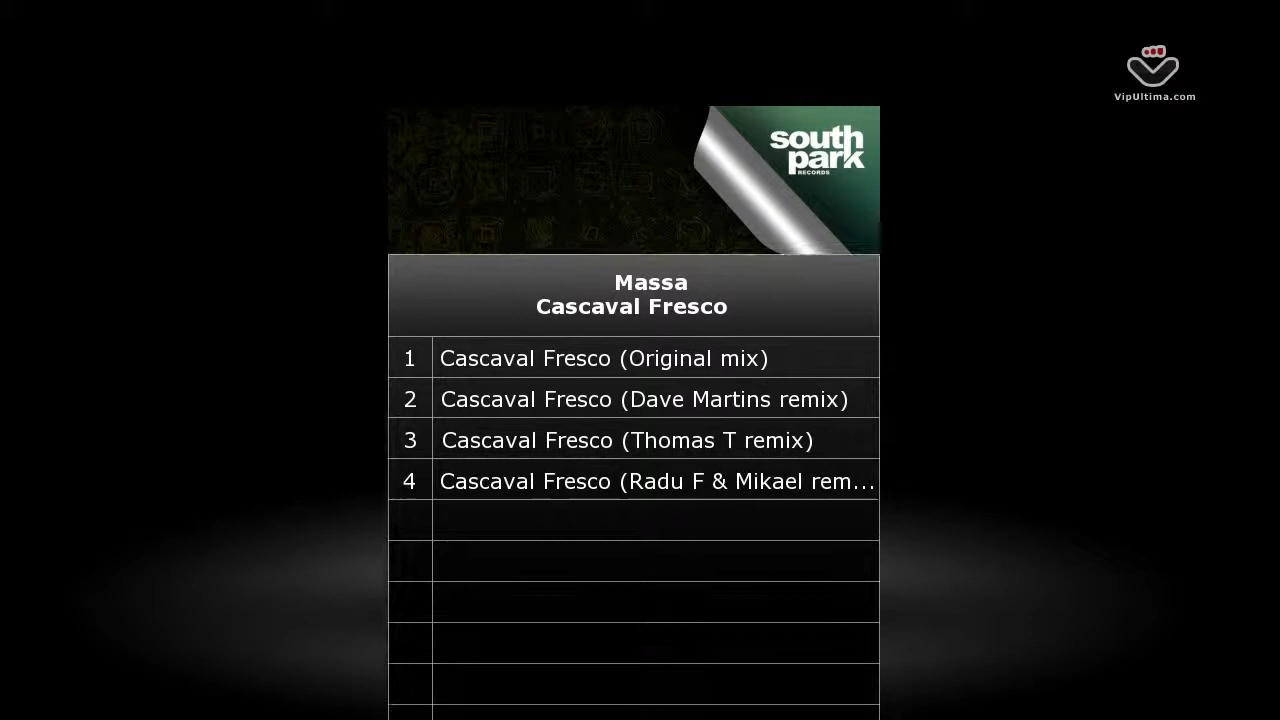 VipUltima.com
south
park
RECORDS
Massa
Cascaval Fresco
1 Cascaval Fresco (Original mix)
2 Cascaval Fresco (Dave Martins remix)
3 Cascaval Fresco (Thomas T remix)
4 Cascaval Fresco (Radu F & Mikael rem...